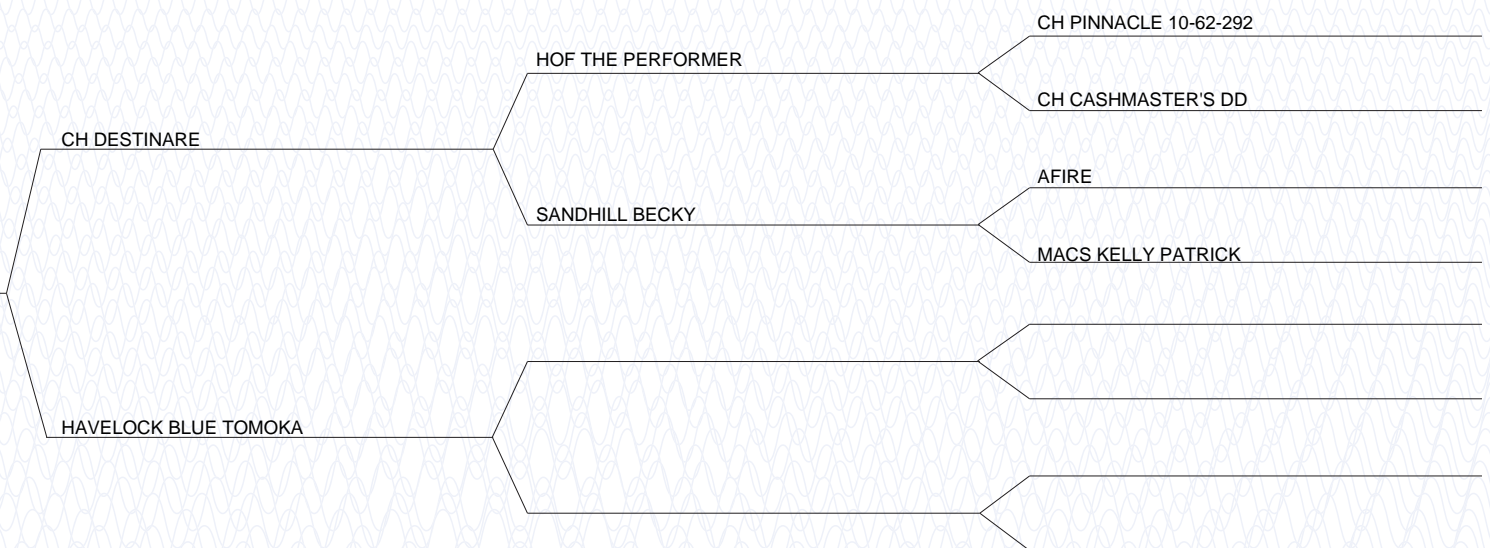 CH PINNACLE 10-62-292
HOF THE PERFORMER
CH CASHMASTER'S DD
CH DESTINARE
AFIRE
SANDHILL BECKY
MACS KELLY PATRICK
HAVELOCK BLUE TOMOKA